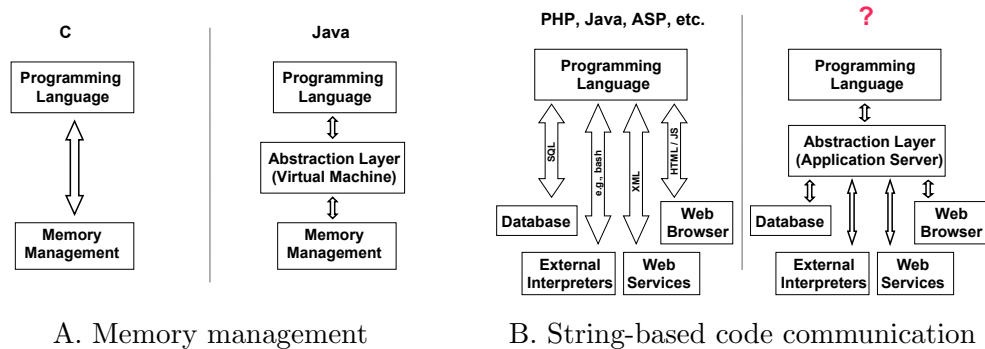 C
Java
Programming
Language
Programming
Language
Abstraction Layer
(Virtual Machine)
Memory
Management
Memory
Management
A. Memory management
PHP, Java, ASP, etc.
?
Programming
Language
Programming
Language
SQL
e.g., bash
XML
HTML / JS
Abstraction Layer
(Application Server)
Database
Web
Browser
External
Interpreters
Web
Services
Database
Web
Browser
External
Interpreters
Web
Services
B. String-based code communication